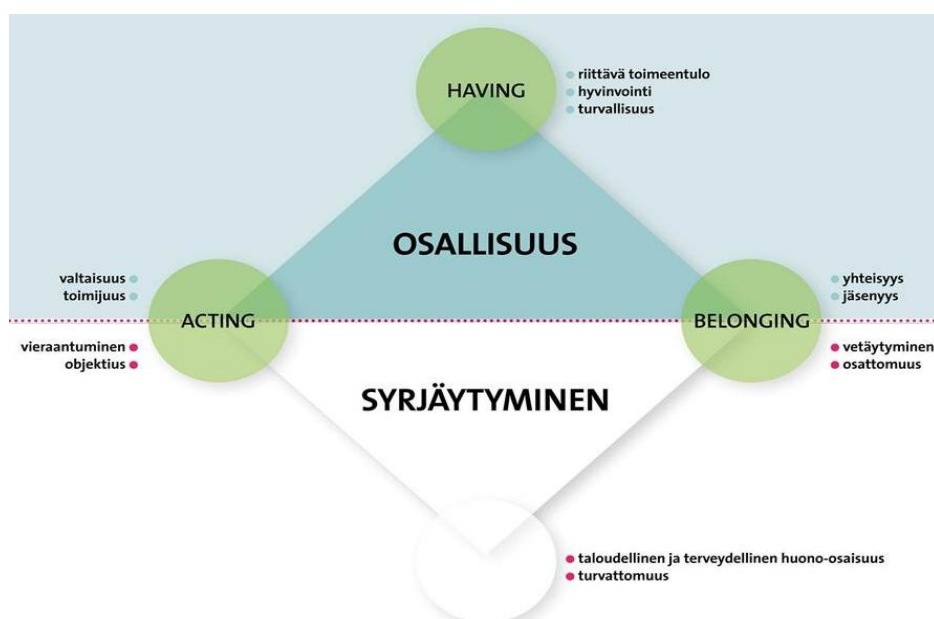 HAVING
riittävä toimeentulo
hyvinvointi
turvallisuus
OSALLISUUS
valtaisuus
toimijuus
yhteisyys
jäsenyys
ACTING
BELONGING
vieraantuminen
objektius
vetäytyminen
osattomuus
SYRJÄYTYMINEN
taloudellinen ja terveydellinen huono-osaisuus
turvattomuus